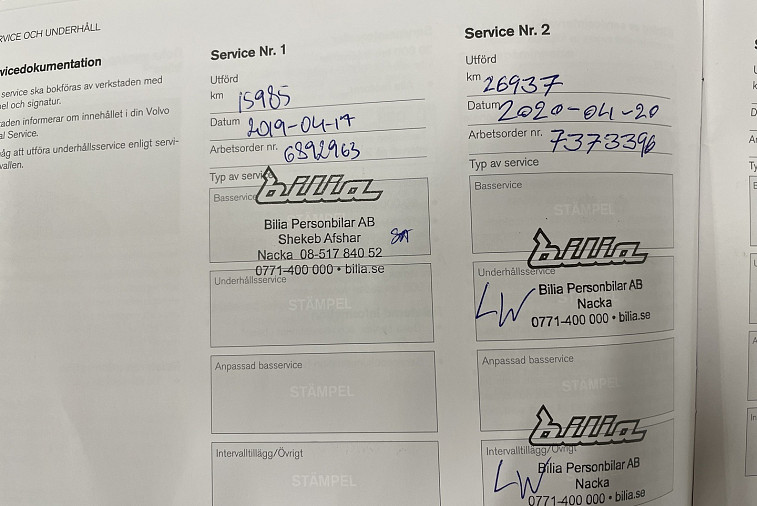 RVICE OCH UNDERHÅLL
vicedokumentation
service ska bokföras av verkstaden med
el och signatur.
aden informerar om innehållet i din Volvo
al Service.
åg att utföra underhållsservice enligt servi-
vallen.
Service Nr. 1
Utförd
km 15985
Datum 2019-04-17
Arbetsorder nr. 6892963
Typ av servi
bilia
Basservice
Bilia Personbilar AB
Shekeb Afshar SA
Nacka 08-517 840 52
0771-400 000 • bilia.se
Underhållsservice
STÄMPEL
Anpassad basservice
STÄMPEL
Intervalltillägg/Övrigt
STÄMPEL
Service Nr. 2
Utförd
km 26937
Datum 2020-04-20
Arbetsorder nr. 7373396
Typ av service
Basservice
STÄMPEL
bilia
Underhållsservice
LW Bilia Personbilar AB
Nacka
0771-400 000 • bilia.se
Anpassad basservice
STÄMPEL
bilia
Intervalltillägg/Övrigt
LW Bilia Personbilar AB
Nacka
0771-400 000 • bilia.se